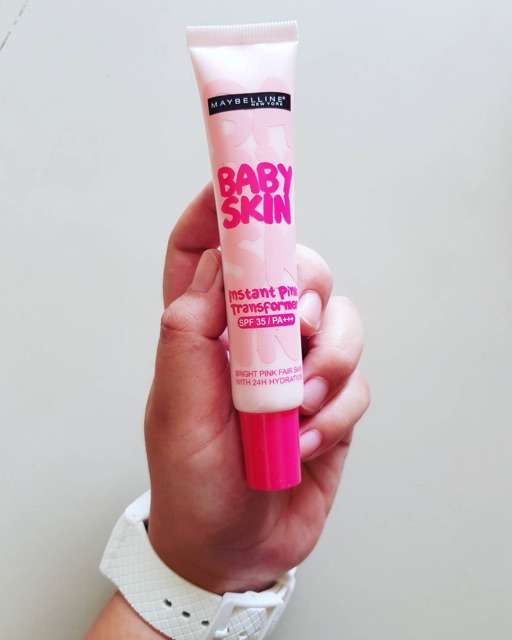 MAYBELLINE®
NEW YORK
BABY
SKIN
Instant Pink
Transformer
SPF 35 / PA+++
BRIGHT PINK FAIR SKIN
WITH 24H HYDRATION